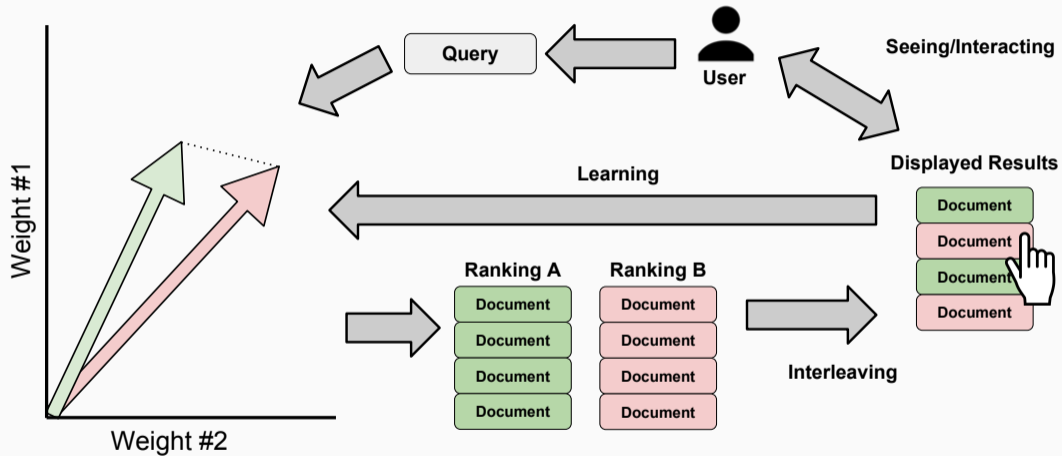 Query
User
Seeing/Interacting
Displayed Results
Document
Document
Document
Document
Learning
Ranking A
Document
Document
Document
Document
Ranking B
Document
Document
Document
Document
Interleaving
Weight #1
Weight #2